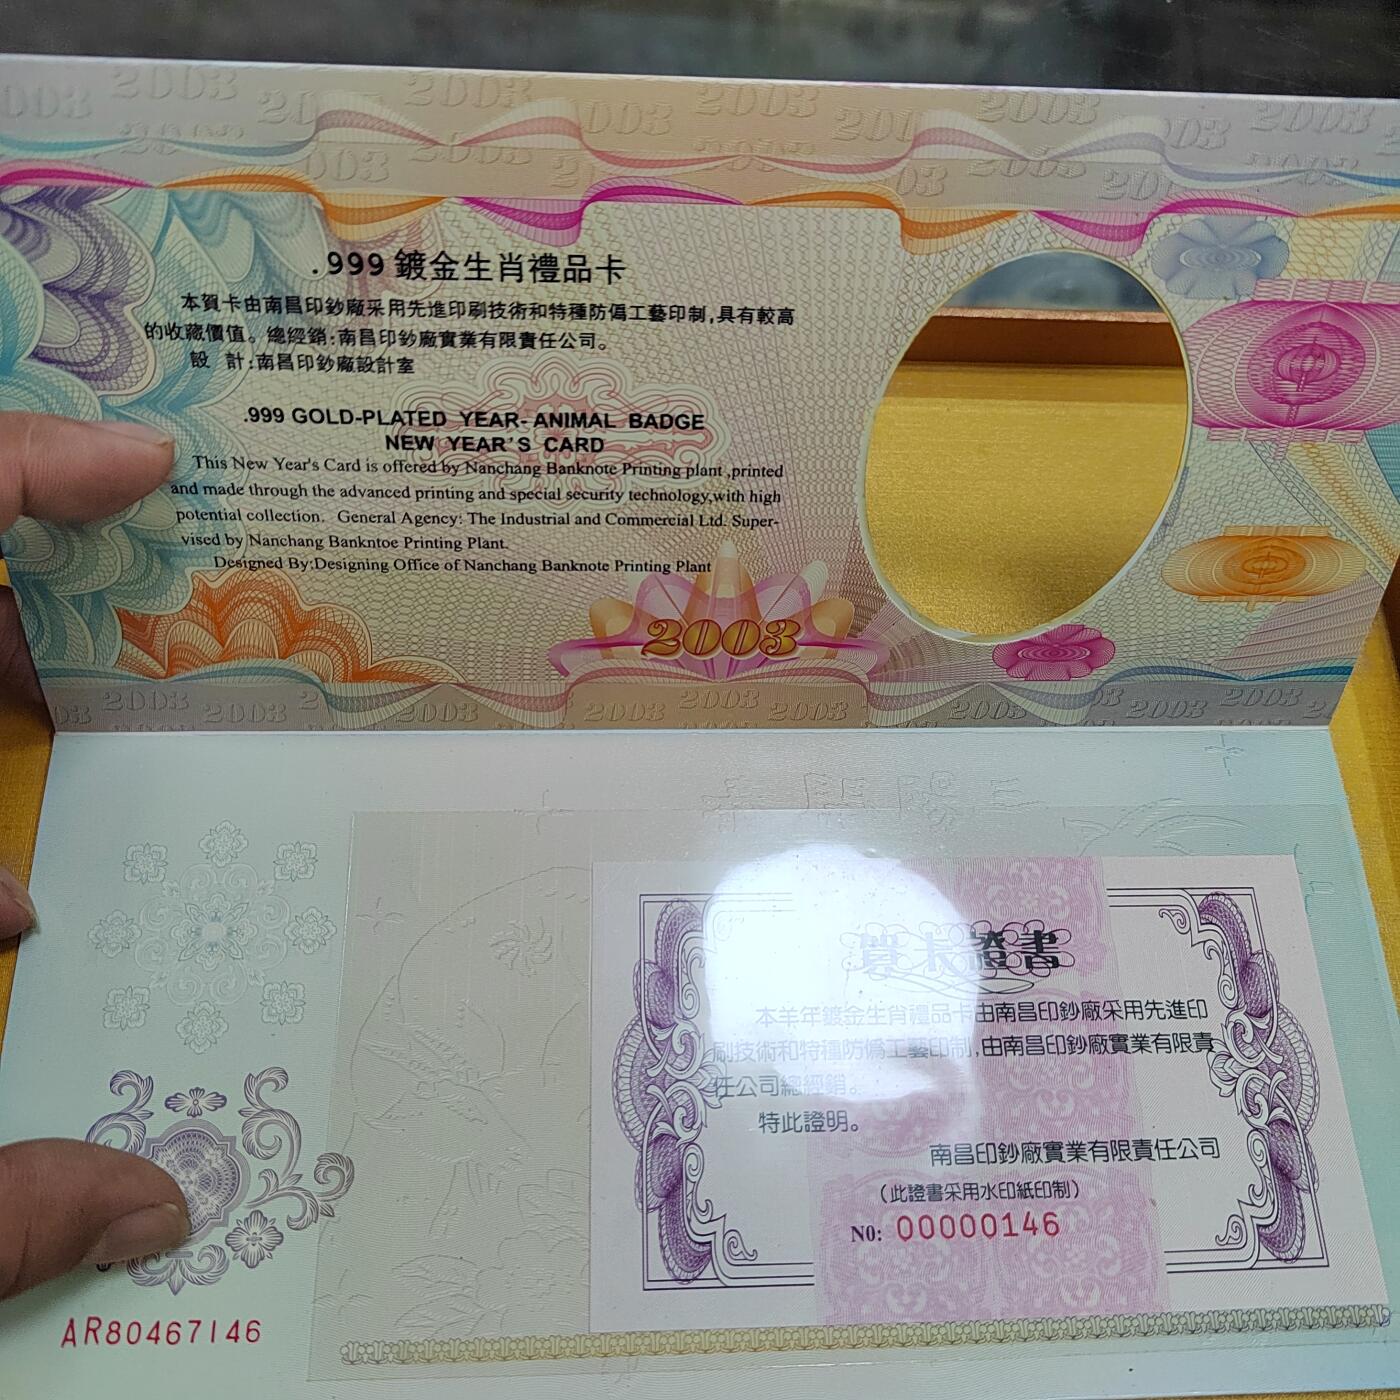 .999 鍍金生肖禮品卡
本賀卡由南昌印鈔廠采用先進印刷技術和特種防僞工藝印制,具有較高
的收藏價值。總經銷:南昌印鈔廠實業有限責任公司。
設 計:南昌印鈔廠設計室
.999 GOLD-PLATED YEAR-ANIMAL BADGE
NEW YEAR'S CARD
This New Year's Card is offered by Nanchang Banknote Printing plant ,printed
and made through the advanced printing and special security technology,with high
potential collection. General Agency: The Industrial and Commercial Ltd. Super-
vised by Nanchang Bankntoe Printing Plant.
Designed By:Designing Office of Nanchang Banknote Printing Plant
2003
賀卡證書
本羊年鍍金生肖禮品卡由南昌印鈔廠采用先進印
刷技術和特種防僞工藝印制,由南昌印鈔廠實業有限責
任公司總經銷。
特此證明。
南昌印鈔廠實業有限責任公司
(此證書采用水印紙印制)
N0: 00000146
AR80467146